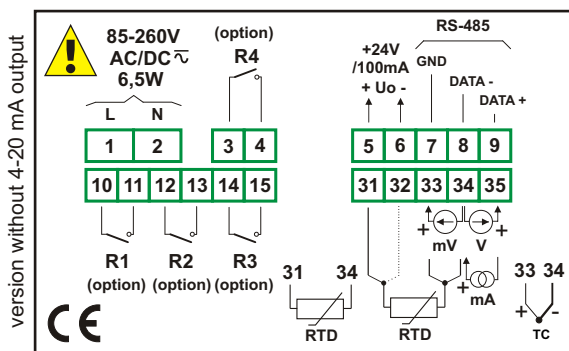 version without 4-20 mA output
85-260V
AC/DC
6,5W
L N
(option)
R4
RS-485
+24V
/100mA
+ Uo -
GND
DATA -
DATA +
1 2 3 4 5 6 7 8 9
10 11 12 13 14 15 31 32 33 34 35
R1 R2 R3
(option) (option) (option)
+ mV V +
+ mA
31 34
RTD
RTD
33 34
+ -
TC
CE